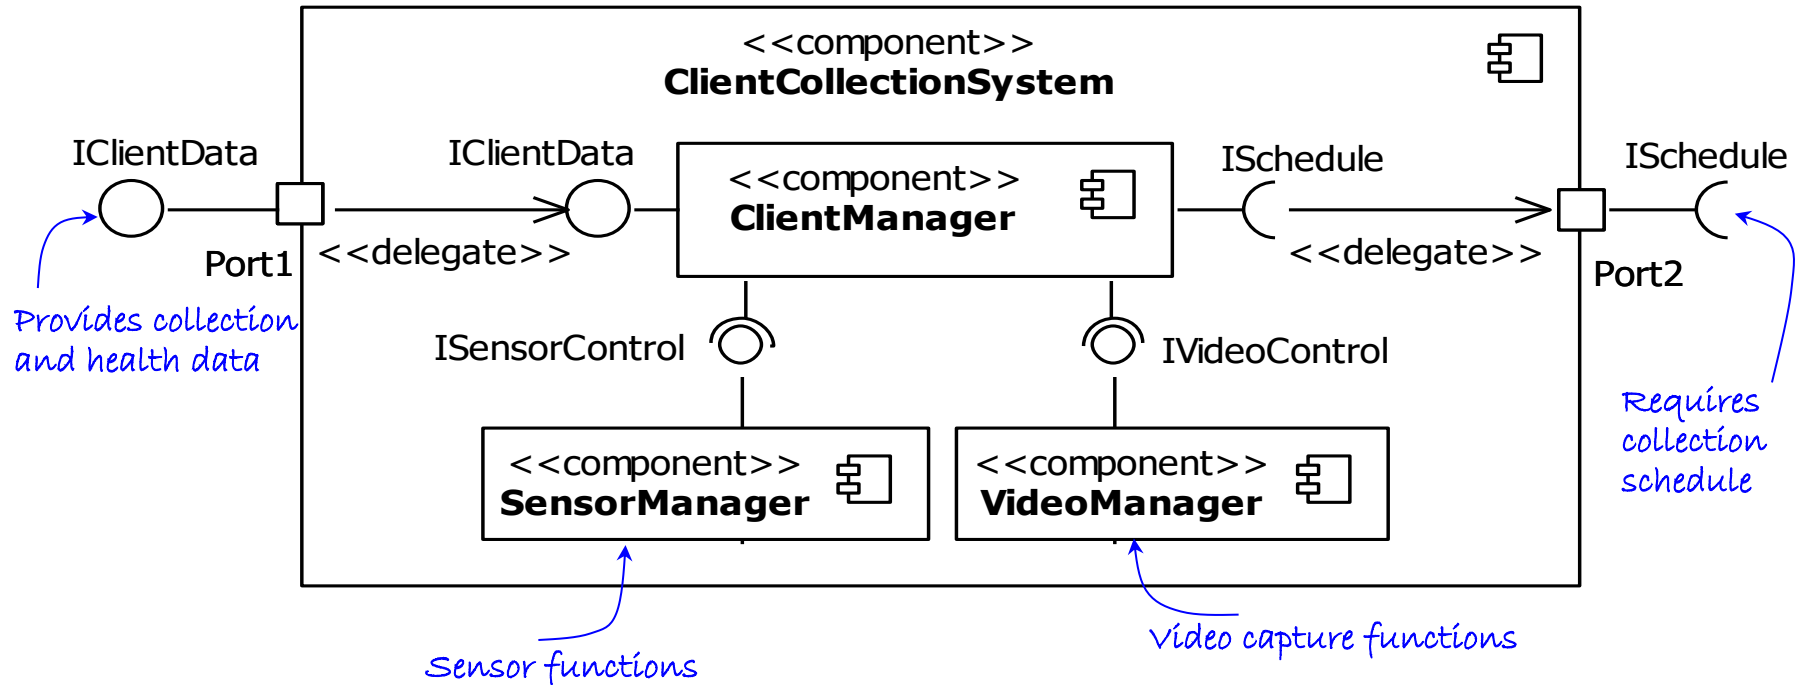 <<component>>
ClientCollectionSystem
IClientData
IClientData
<<component>>
ClientManager
ISchedule
ISchedule
Port1
<<delegate>>
<<delegate>>
Port2
Provides collection
and health data
ISensorControl
IVideoControl
Requires
collection
schedule
<<component>>
SensorManager
<<component>>
VideoManager
Sensor functions
Video capture functions